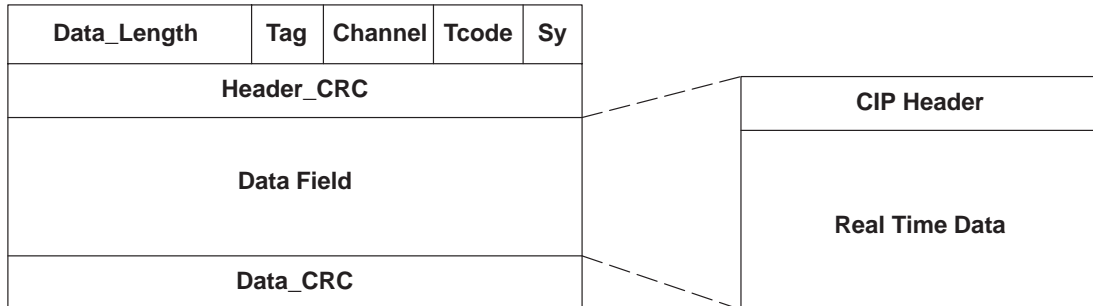 Data_Length Tag Channel Tcode Sy
Header_CRC
Data Field
Data_CRC
CIP Header
Real Time Data